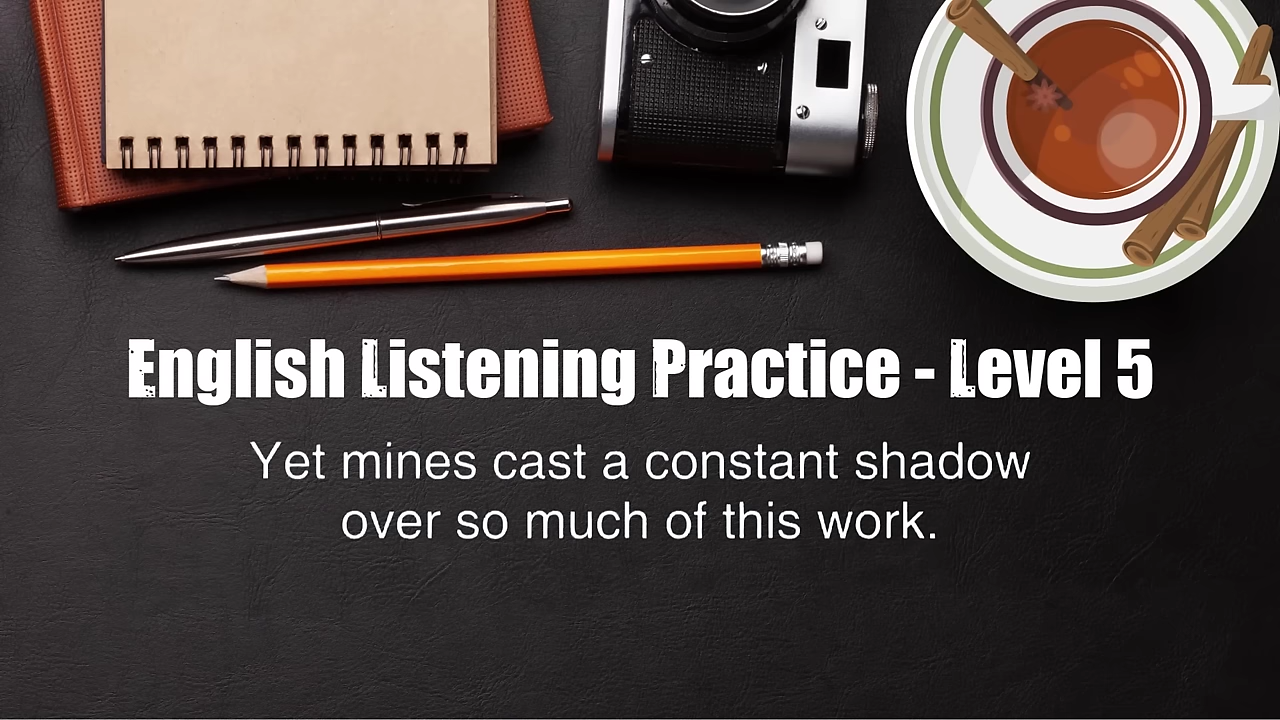 English Listening Practice - Level 5
Yet mines cast a constant shadow
over so much of this work.